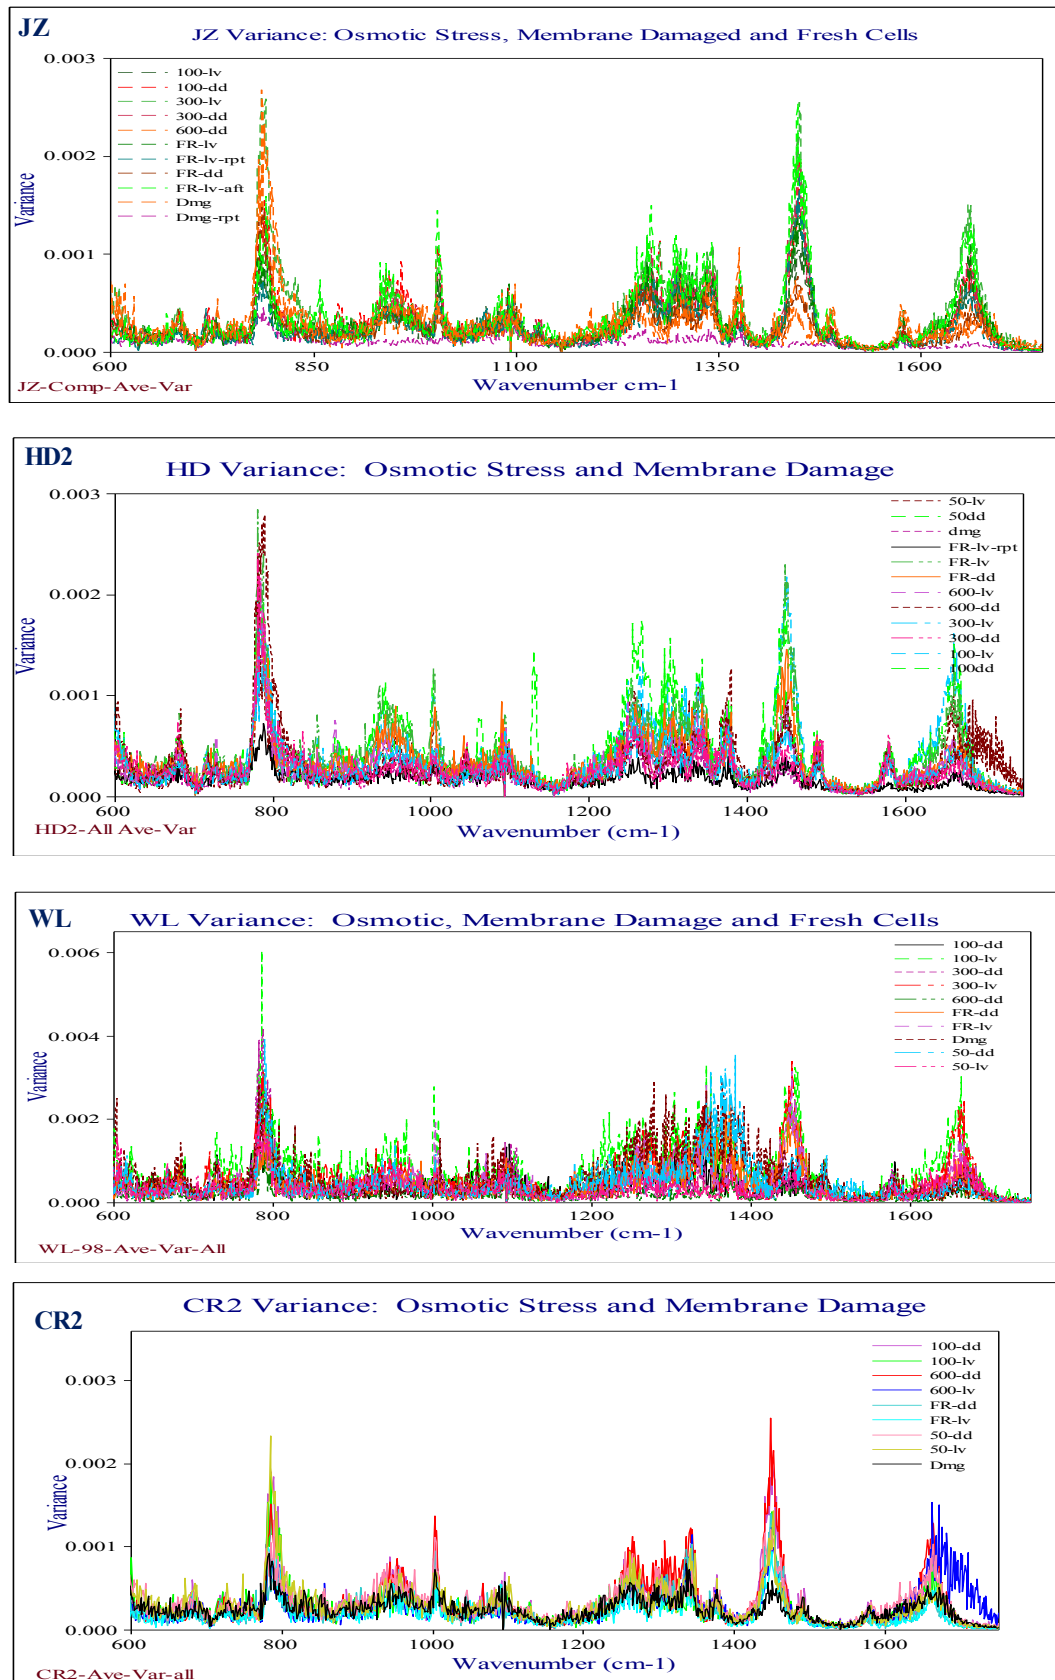 JZ
JZ Variance: Osmotic Stress, Membrane Damaged and Fresh Cells
0.003
0.002
0.001
0.000
Variance
100-lv
100-dd
300-lv
300-dd
600-dd
FR-lv
FR-lv-rpt
FR-dd
FR-lv-aft
Dmg
Dmg-rpt
600
850
1100
1350
1600
Wavenumber cm-1
JZ-Comp-Ave-Var
HD2
HD Variance: Osmotic Stress and Membrane Damage
0.003
0.002
0.001
0.000
Variance
50-lv
50dd
dmg
FR-lv-rpt
FR-lv
FR-dd
600-lv
600-dd
300-lv
300-dd
100-lv
100dd
600
800
1000
1200
1400
1600
Wavenumber (cm-1)
HD2-All Ave-Var
WL
WL Variance: Osmotic, Membrane Damage and Fresh Cells
0.006
0.004
0.002
0.000
Variance
100-dd
100-lv
300-dd
300-lv
600-dd
FR-dd
FR-lv
Dmg
50-dd
50-lv
600
800
1000
1200
1400
1600
Wavenumber (cm-1)
WL-98-Ave-Var-All
CR2
CR2 Variance: Osmotic Stress and Membrane Damage
0.003
0.002
0.001
0.000
Variance
100-dd
100-lv
600-dd
600-lv
FR-dd
FR-lv
50-dd
50-lv
Dmg
600
800
1000
1200
1400
1600
Wavenumber (cm-1)
CR2-Ave-Var-all